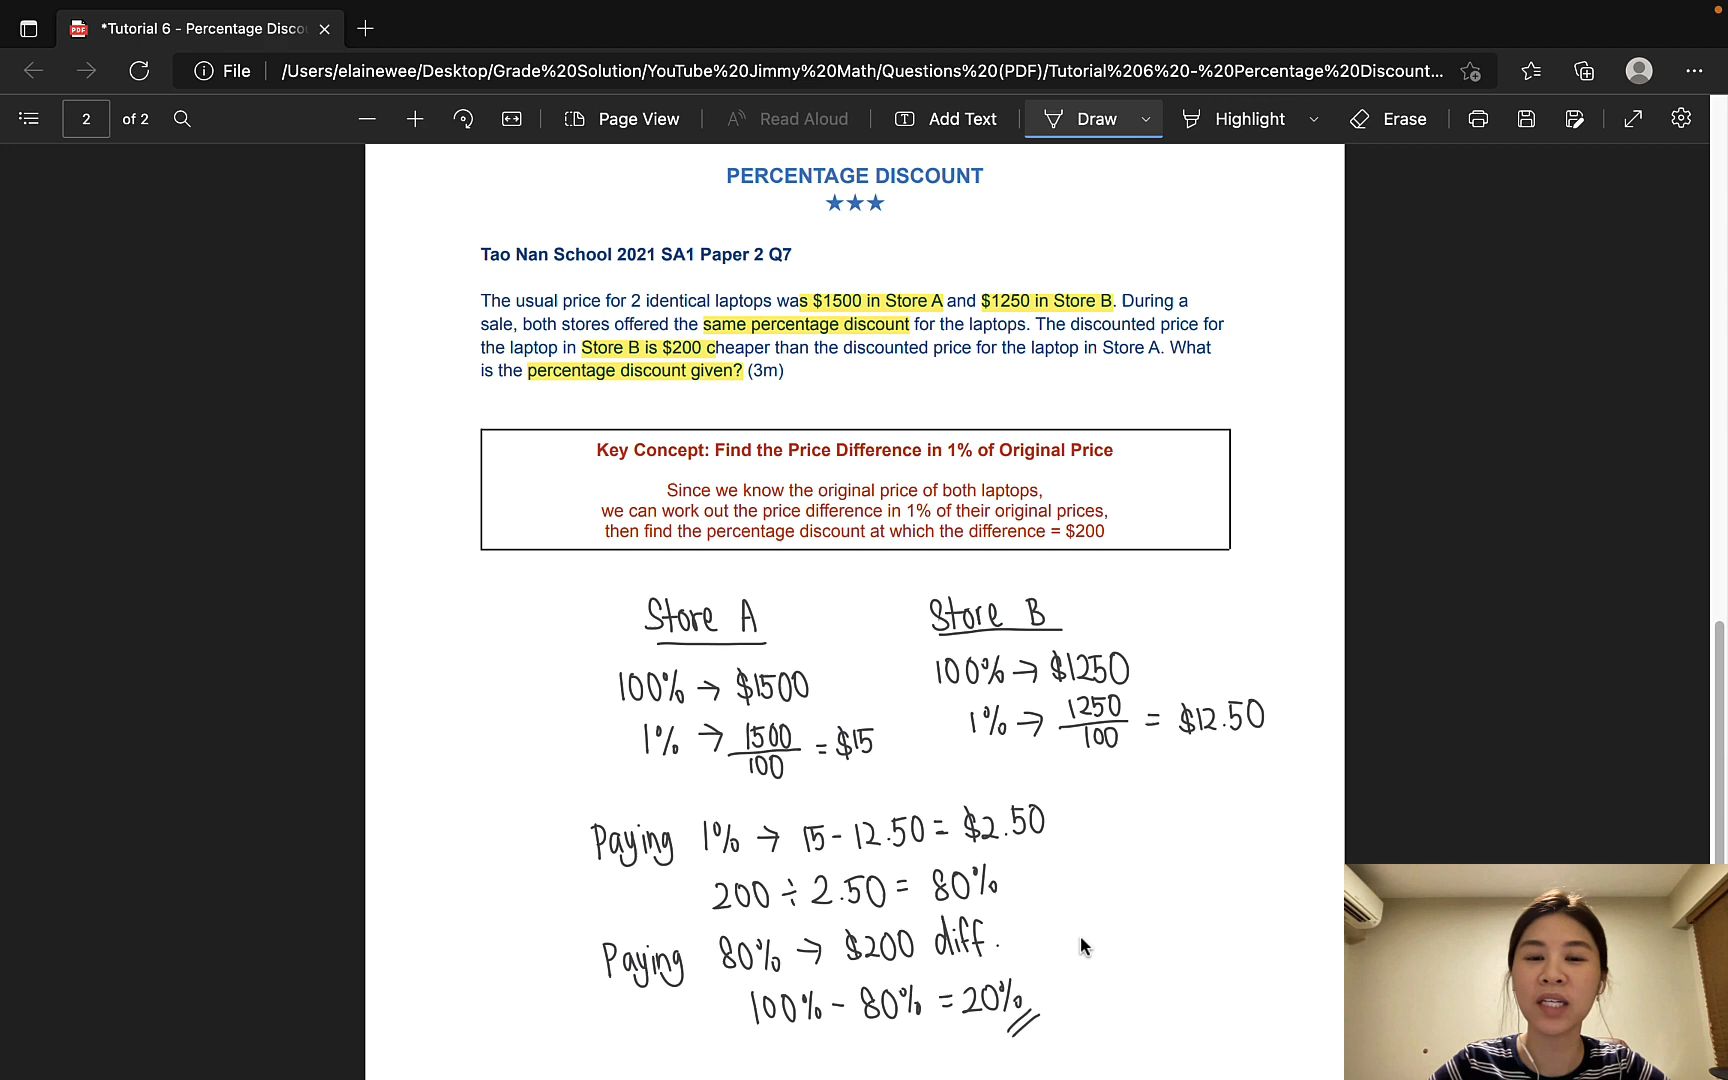 *Tutorial 6 - Percentage Disco
File /Users/elainewee/Desktop/Grade%20Solution/YouTube%20Jimmy%20Math/Questions%20(PDF)/Tutorial%206%20-%20Percentage%20Discount...
2 of 2 Page View Read Aloud Add Text Draw Highlight Erase
PERCENTAGE DISCOUNT
★★★
Tao Nan School 2021 SA1 Paper 2 Q7
The usual price for 2 identical laptops was $1500 in Store A and $1250 in Store B. During a
sale, both stores offered the same percentage discount for the laptops. The discounted price for
the laptop in Store B is $200 cheaper than the discounted price for the laptop in Store A. What
is the percentage discount given? (3m)
Key Concept: Find the Price Difference in 1% of Original Price
Since we know the original price of both laptops,
we can work out the price difference in 1% of their original prices,
then find the percentage discount at which the difference = $200
Store A
100% → $1500
1% → 1500/100 = $15
Store B
100% → $1250
1% → 1250/100 = $12.50
Paying 1% → 15 - 12.50 = $2.50
200 ÷ 2.50 = 80%
Paying 80% → $200 diff.
100% - 80% = 20%